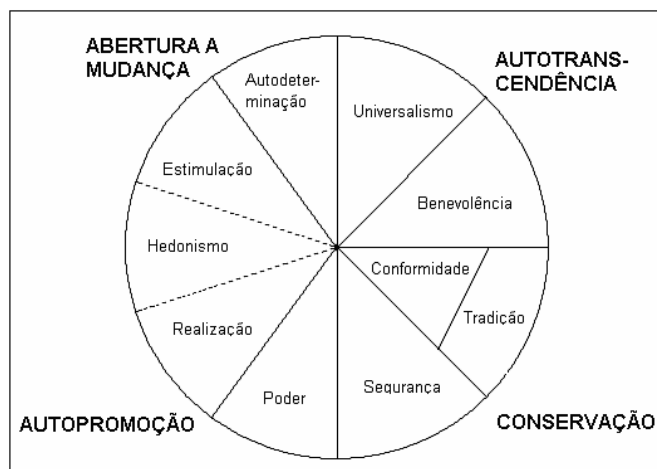 ABERTURA A
MUDANÇA
AUTOTRANS-
CENDÊNCIA
Autodeter-
minação
Universalismo
Estimulação
Benevolência
Hedonismo
Conformidade
Tradição
Realização
Segurança
Poder
AUTOPROMOÇÃO
CONSERVAÇÃO